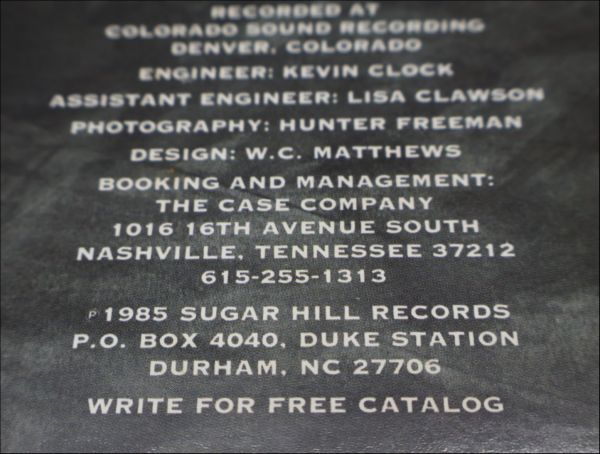 RECORDED AT
COLORADO SOUND RECORDING
DENVER, COLORADO
ENGINEER: KEVIN CLOCK
ASSISTANT ENGINEER: LISA CLAWSON
PHOTOGRAPHY: HUNTER FREEMAN
DESIGN: W.C. MATTHEWS
BOOKING AND MANAGEMENT:
THE CASE COMPANY
1016 16TH AVENUE SOUTH
NASHVILLE, TENNESSEE 37212
615-255-1313
℗ 1985 SUGAR HILL RECORDS
P.O. BOX 4040, DUKE STATION
DURHAM, NC 27706
WRITE FOR FREE CATALOG